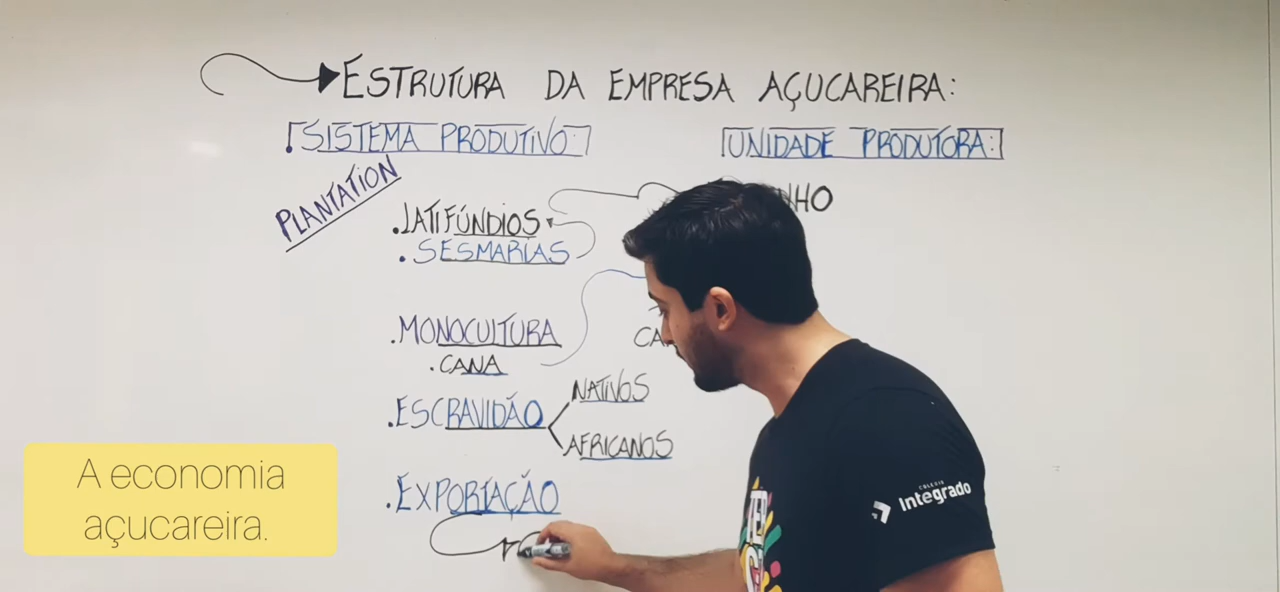 ESTRUTURA DA EMPRESA AÇUCAREIRA:
.SISTEMA PRODUTIVO:
UNIDADE PRODUTORA:
PLANTATION
.LATIFÚNDIOS
.SESMARIAS
.MONOCULTURA
.CANA
.ESCRAVIDÃO
NATIVOS
AFRICANOS
.EXPORTAÇÃO
A economia
açucareira.
COLÉGIO
Integrado